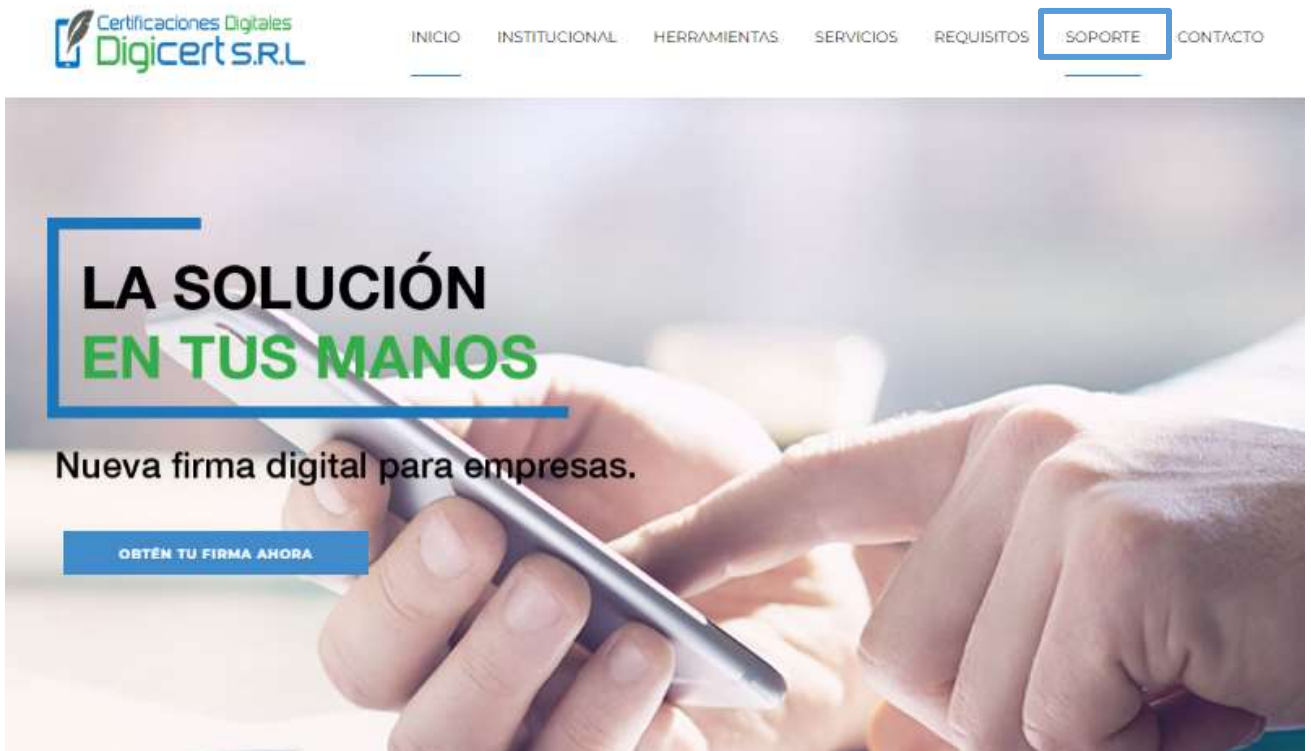 Certificaciones Digitales
Digicert S.R.L
INICIO INSTITUCIONAL HERRAMIENTAS SERVICIOS REQUISITOS SOPORTE CONTACTO
LA SOLUCIÓN
EN TUS MANOS
Nueva firma digital para empresas.
OBTÉN TU FIRMA AHORA